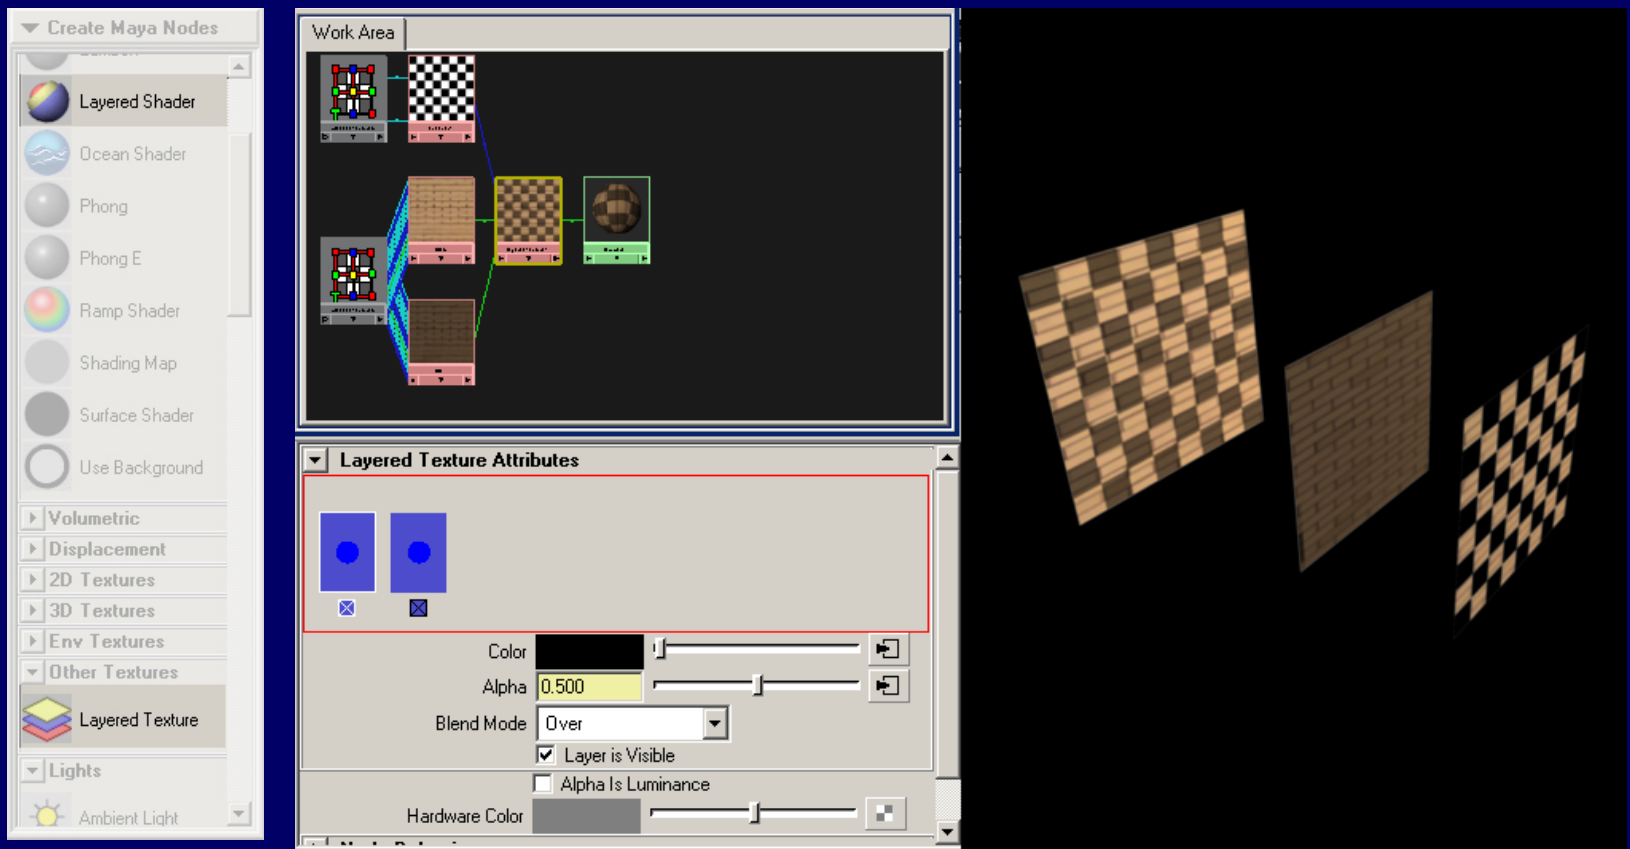 Create Maya Nodes
Layered Shader
Ocean Shader
Phong
Phong E
Ramp Shader
Shading Map
Surface Shader
Use Background
Volumetric
Displacement
2D Textures
3D Textures
Env Textures
Other Textures
Layered Texture
Lights
Ambient Light
Work Area
Layered Texture Attributes
Color
Alpha 0.500
Blend Mode Over
Layer is Visible
Alpha Is Luminance
Hardware Color